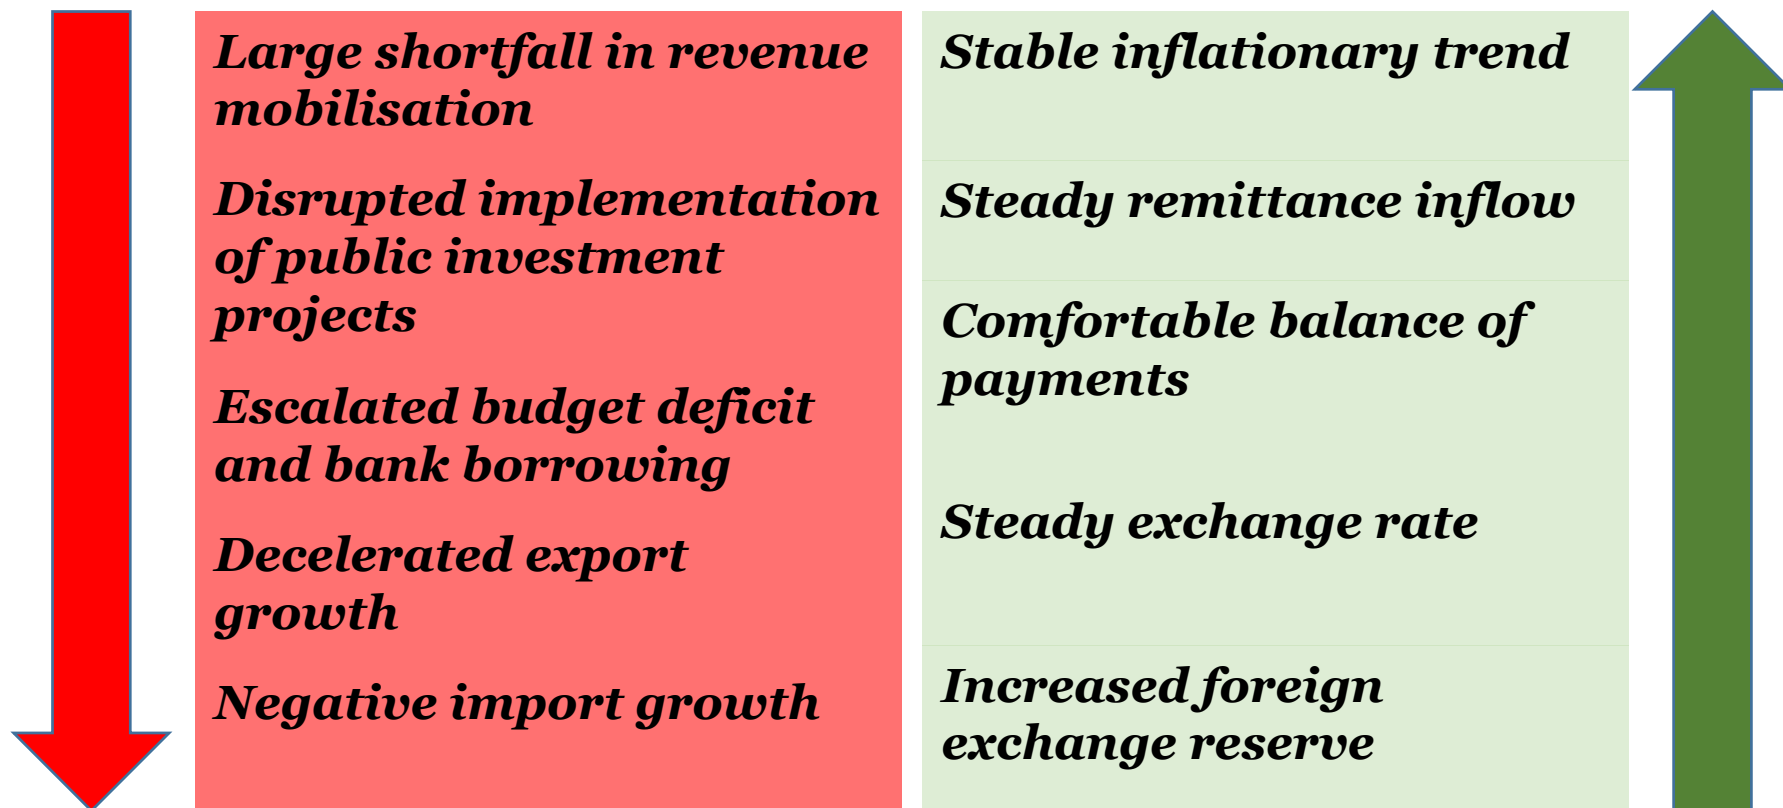 Large shortfall in revenue
mobilisation
Disrupted implementation
of public investment
projects
Escalated budget deficit
and bank borrowing
Decelerated export
growth
Negative import growth
Stable inflationary trend
Steady remittance inflow
Comfortable balance of
payments
Steady exchange rate
Increased foreign
exchange reserve